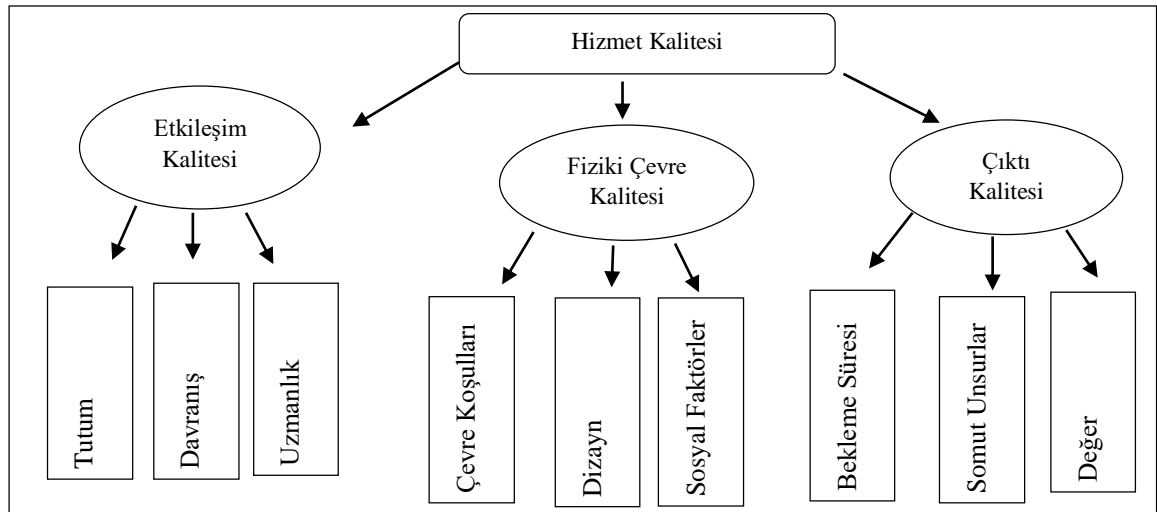 Hizmet Kalitesi
Etkileşim
Kalitesi
Fiziki Çevre
Kalitesi
Çıktı
Kalitesi
Tutum
Davranış
Uzmanlık
Çevre Koşulları
Dizayn
Sosyal Faktörler
Bekleme Süresi
Somut Unsurlar
Değer